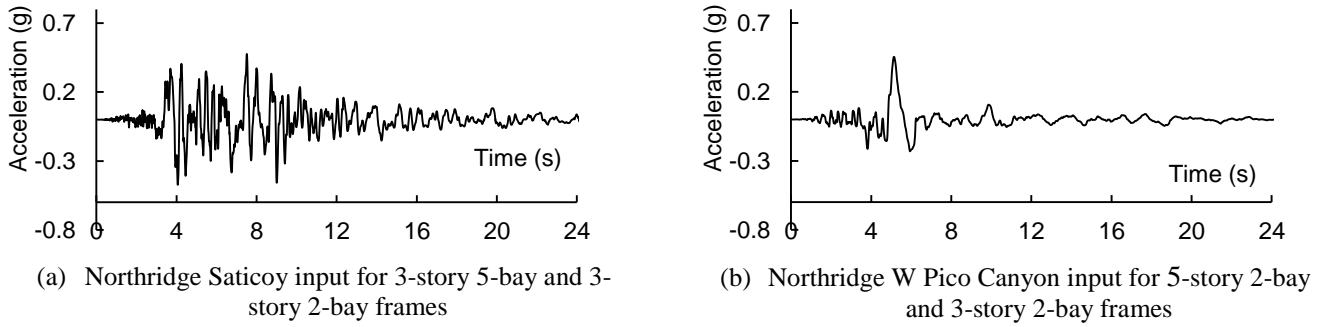 Acceleration (g)
0.7
0.2
-0.3
-0.8
Time (s)
0 4 8 12 16 20 24
(a) Northridge Saticoy input for 3-story 5-bay and 3-
story 2-bay frames
Acceleration (g)
0.7
0.2
-0.3
-0.8
Time (s)
0 4 8 12 16 20 24
(b) Northridge W Pico Canyon input for 5-story 2-bay
and 3-story 2-bay frames